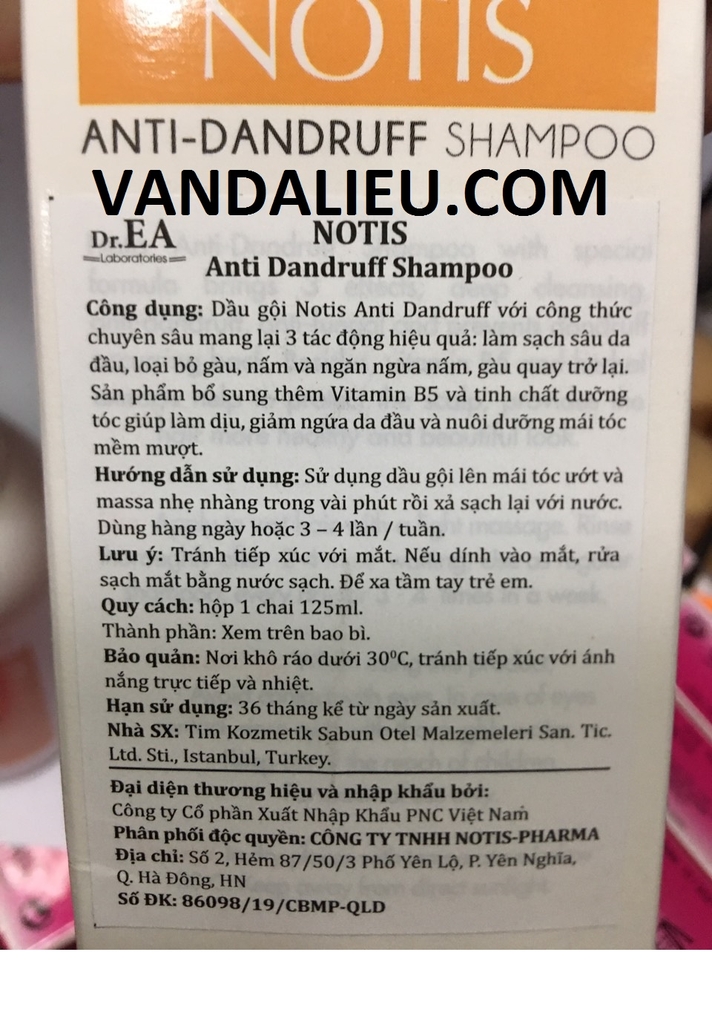 NOTIS
ANTI-DANDRUFF SHAMPOO
VANDALIEU.COM
Dr.EA
Laboratories
NOTIS
Anti Dandruff Shampoo
Công dụng: Dầu gội Notis Anti Dandruff với công thức
chuyên sâu mang lại 3 tác động hiệu quả: làm sạch sâu da
đầu, loại bỏ gàu, nấm và ngăn ngừa nấm, gàu quay trở lại.
Sản phẩm bổ sung thêm Vitamin B5 và tinh chất dưỡng
tóc giúp làm dịu, giảm ngứa da đầu và nuôi dưỡng mái tóc
mềm mượt.
Hướng dẫn sử dụng: Sử dụng dầu gội lên mái tóc ướt và
massa nhẹ nhàng trong vài phút rồi xả sạch lại với nước.
Dùng hàng ngày hoặc 3 – 4 lần / tuần.
Lưu ý: Tránh tiếp xúc với mắt. Nếu dính vào mắt, rửa
sạch mắt bằng nước sạch. Để xa tầm tay trẻ em.
Quy cách: hộp 1 chai 125ml.
Thành phần: Xem trên bao bì.
Bảo quản: Nơi khô ráo dưới 30⁰C, tránh tiếp xúc với ánh
nắng trực tiếp và nhiệt.
Hạn sử dụng: 36 tháng kể từ ngày sản xuất.
Nhà SX: Tim Kozmetik Sabun Otel Malzemeleri San. Tic.
Ltd. Sti., Istanbul, Turkey.
Đại diện thương hiệu và nhập khẩu bởi:
Công ty Cổ phần Xuất Nhập Khẩu PNC Việt Nam
Phân phối độc quyền: CÔNG TY TNHH NOTIS-PHARMA
Địa chỉ: Số 2, Hẻm 87/50/3 Phố Yên Lộ, P. Yên Nghĩa,
Q. Hà Đông, HN
Số ĐK: 86098/19/CBMP-QLD